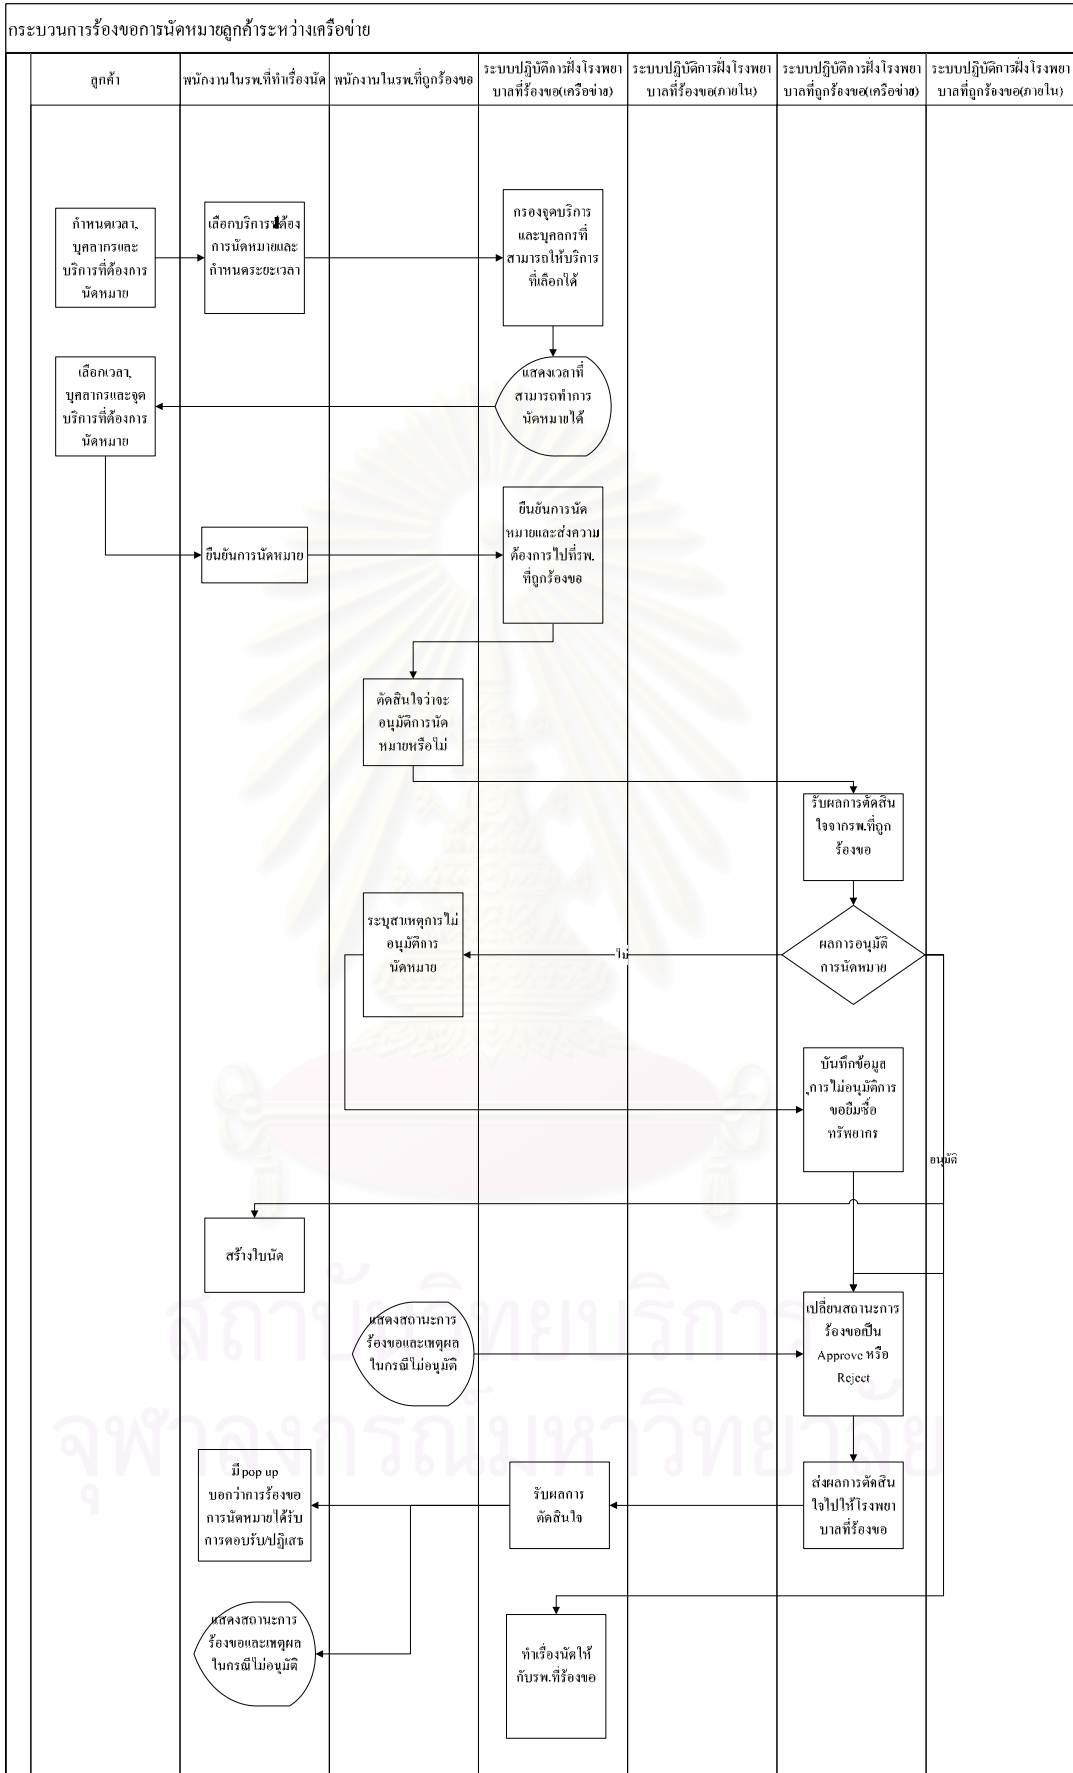 กระบวนการร้องขอการนัดหมายลูกค้าระหว่างเครือข่าย
ลูกค้า
พนักงานในรพ.ที่ทำเรื่องนัด
พนักงานในรพ.ที่ถูกร้องขอ
ระบบปฏิบัติการฝั่งโรงพยา
บาลที่ร้องขอ(เครือข่าย)
ระบบปฏิบัติการฝั่งโรงพยา
บาลที่ร้องขอ(ภายใน)
ระบบปฏิบัติการฝั่งโรงพยา
บาลที่ถูกร้องขอ(เครือข่าย)
ระบบปฏิบัติการฝั่งโรงพยา
บาลที่ถูกร้องขอ(ภายใน)
กำหนดเวลา,
บุคลากรและ
บริการที่ต้องการ
นัดหมาย
เลือกบริการที่ต้อง
การนัดหมายและ
กำหนดระยะเวลา
กรองจุดบริการ
และบุคลกรที่
สามารถให้บริการ
ที่เลือกได้
แสดงเวลาที่
สามารถทำการ
นัดหมายได้
เลือกเวลา,
บุคลากรและจุด
บริการที่ต้องการ
นัดหมาย
ยืนยันการนัดหมาย
ยืนยันการนัด
หมายและส่งความ
ต้องการไปที่รพ.
ที่ถูกร้องขอ
ตัดสินใจว่าจะ
อนุมัติการนัด
หมายหรือไม่
รับผลการตัดสิน
ใจจากรพ.ที่ถูก
ร้องขอ
ผลการอนุมัติ
การนัดหมาย
ไม่
ระบุสาเหตุการไม่
อนุมัติการ
นัดหมาย
บันทึกข้อมูล
ุการไม่อนุมัติการ
ขอยืมชื้อ
ทรัพยากร
อนุมัติ
สร้างใบนัด
แสดงสถานะการ
ร้องขอและเหตุผล
ในกรณีไม่อนุมัติ
เปลี่ยนสถานะการ
ร้องขอเป็น
Approve หรือ
Reject
มี pop up
บอกว่าการร้องขอ
การนัดหมายได้รับ
การตอบรับ/ปฏิเสธ
รับผลการ
ตัดสินใจ
ส่งผลการตัดสิน
ใจไปให้โรงพยา
บาลที่ร้องขอ
แสดงสถานะการ
ร้องขอและเหตุผล
ในกรณีไม่อนุมัติ
ทำเรื่องนัดให้
กับรพ.ที่ร้องขอ
สถาบันวิทยบริการ
จุฬาลงกรณ์มหาวิทยาลัย